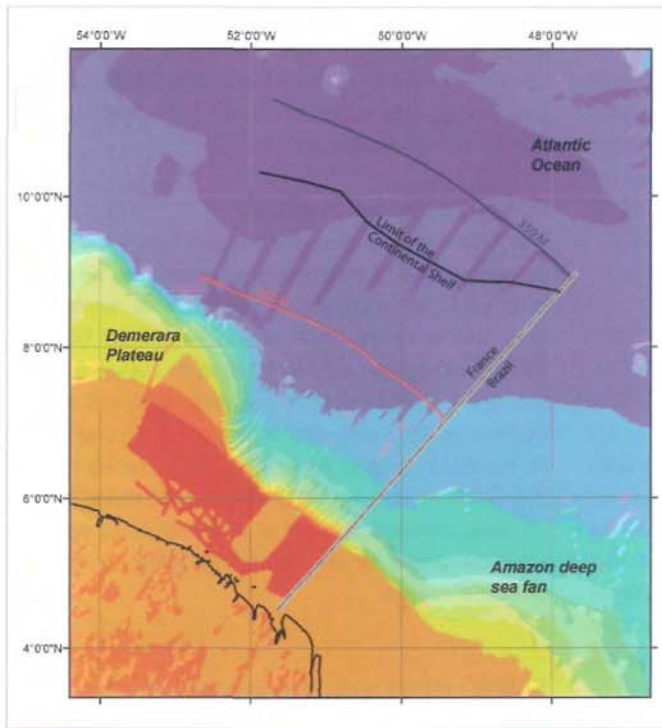 54°0'0"W 52°0'0"W 50°0'0"W 48°0'0"W
Atlantic
Ocean
10°0'0"N
350 M
Limit of the
Continental Shelf
8°0'0"N
Demerara
Plateau
France
Brazil
6°0'0"N
Amazon deep
sea fan
4°0'0"N